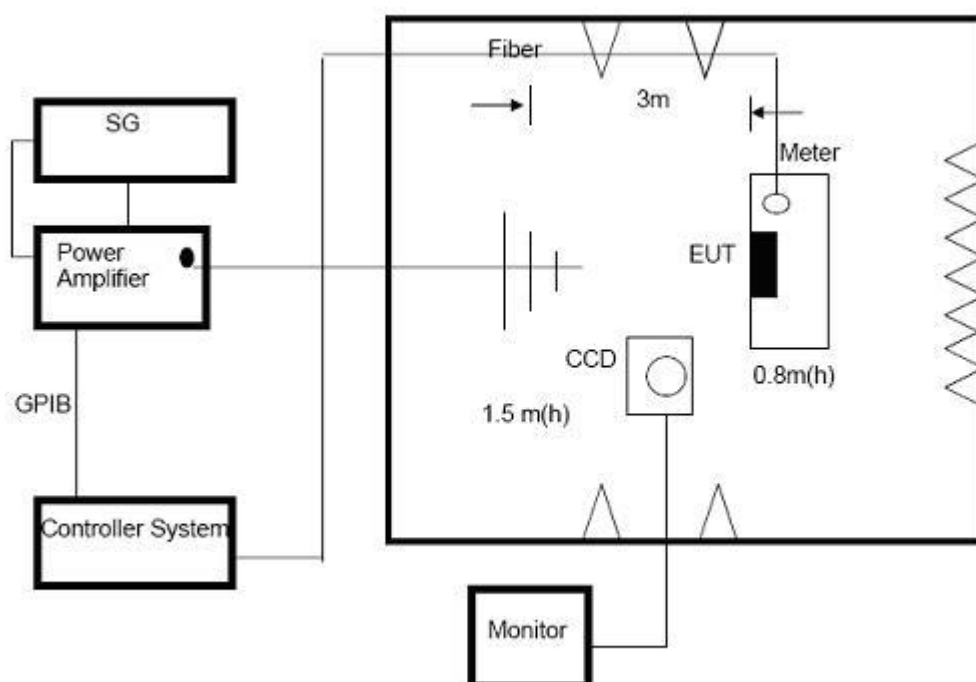 Fiber
SG
3m
Meter
Power
Amplifier
EUT
CCD
0.8m(h)
GPIB
1.5 m(h)
Controller System
Monitor